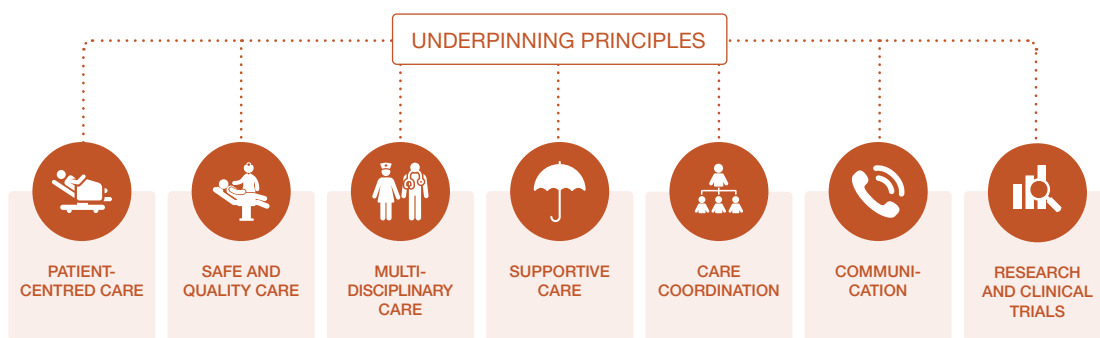 UNDERPINNING PRINCIPLES
PATIENT-
CENTRED CARE
SAFE AND
QUALITY CARE
MULTI-
DISCIPLINARY
CARE
SUPPORTIVE
CARE
CARE
COORDINATION
COMMUNI-
CATION
RESEARCH
AND CLINICAL
TRIALS